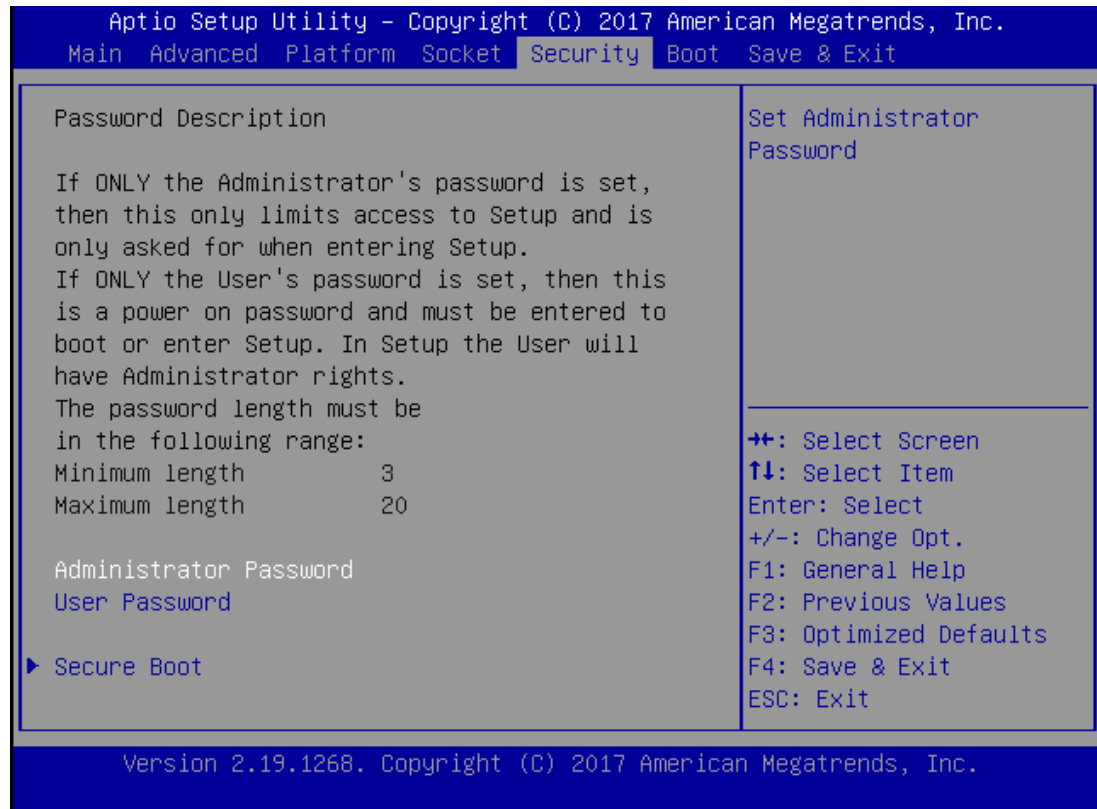 Aptio Setup Utility – Copyright (C) 2017 American Megatrends, Inc.
Main Advanced Platform Socket Security Boot Save & Exit
Password Description
If ONLY the Administrator's password is set,
then this only limits access to Setup and is
only asked for when entering Setup.
If ONLY the User's password is set, then this
is a power on password and must be entered to
boot or enter Setup. In Setup the User will
have Administrator rights.
The password length must be
in the following range:
Minimum length 3
Maximum length 20
Administrator Password
User Password
Secure Boot
Set Administrator
Password
→←: Select Screen
↑↓: Select Item
Enter: Select
+/-: Change Opt.
F1: General Help
F2: Previous Values
F3: Optimized Defaults
F4: Save & Exit
ESC: Exit
Version 2.19.1268. Copyright (C) 2017 American Megatrends, Inc.